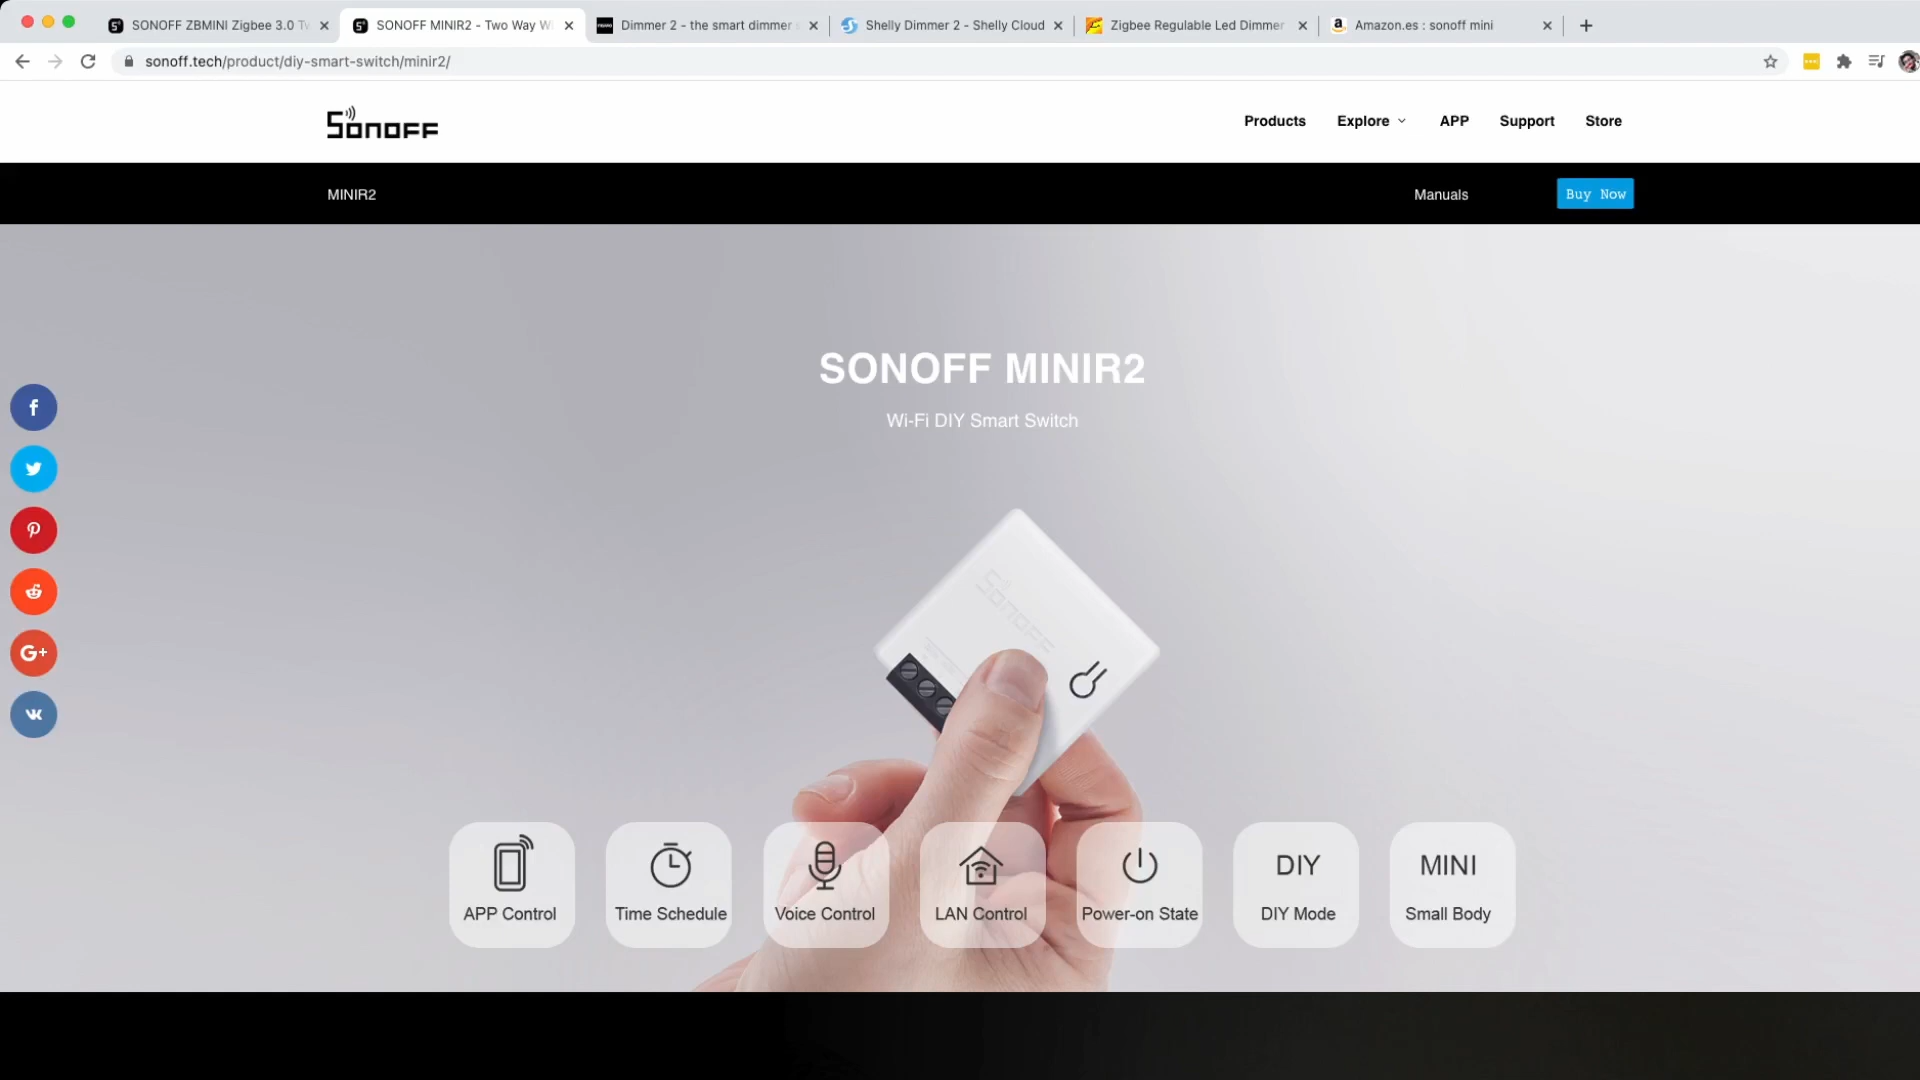 SONOFF ZBMINI Zigbee 3.0 Tw
SONOFF MINIR2 - Two Way Wi
Dimmer 2 - the smart dimmer
Shelly Dimmer 2 - Shelly Cloud
Zigbee Regulable Led Dimmer
Amazon.es : sonoff mini
sonoff.tech/product/diy-smart-switch/minir2/
SONOFF
Products
Explore
APP
Support
Store
MINIR2
Manuals
Buy Now
SONOFF MINIR2
Wi-Fi DIY Smart Switch
SONOFF
APP Control
Time Schedule
Voice Control
LAN Control
Power-on State
DIY
DIY Mode
MINI
Small Body